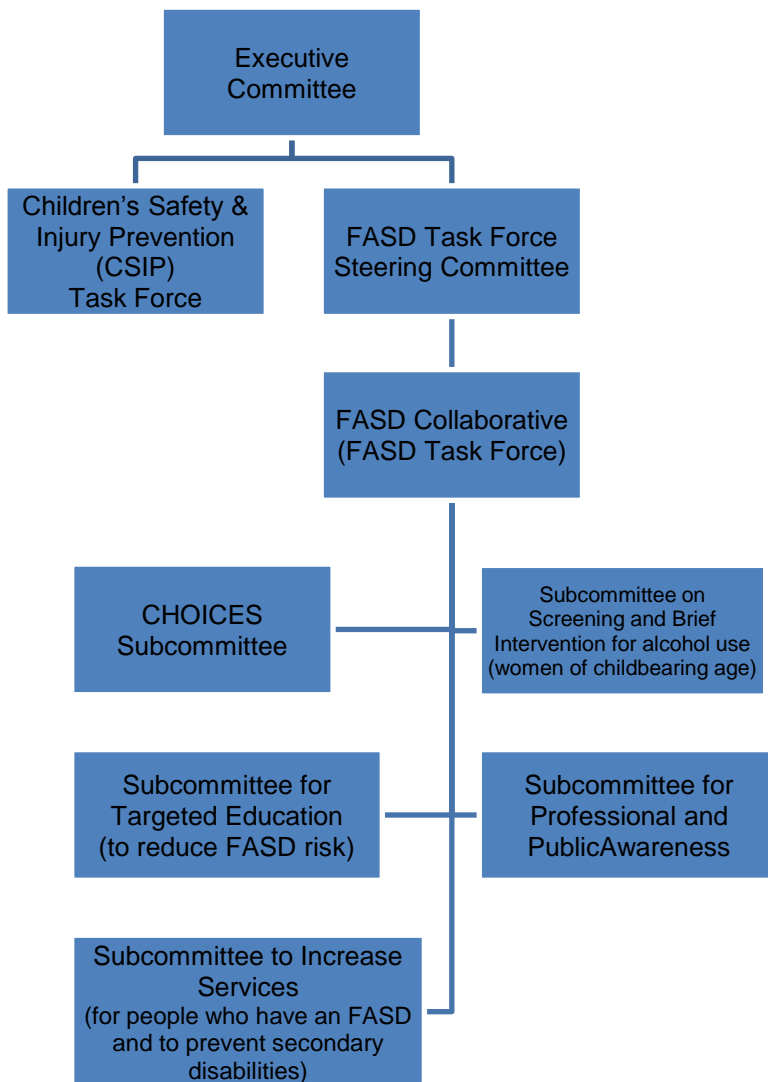 Executive
Committee
Children's Safety &
Injury Prevention
(CSIP)
Task Force
FASD Task Force
Steering Committee
FASD Collaborative
(FASD Task Force)
CHOICES
Subcommittee
Subcommittee on
Screening and Brief
Intervention for alcohol use
(women of childbearing age)
Subcommittee for
Targeted Education
(to reduce FASD risk)
Subcommittee for
Professional and
PublicAwareness
Subcommittee to Increase
Services
(for people who have an FASD
and to prevent secondary
disabilities)